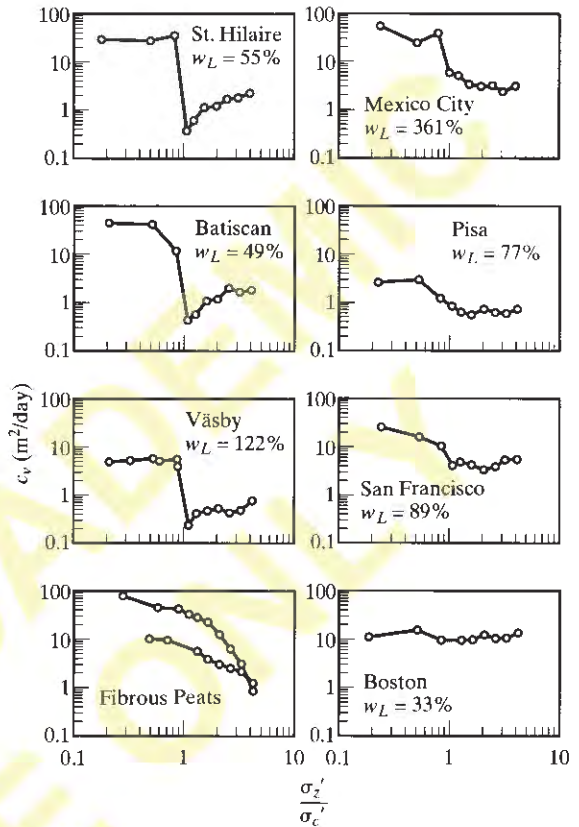 100
10
1
0.1
0.1 1 10
St. Hilaire
w_L = 55%
100
10
1
0.1
0.1 1 10
Mexico City
w_L = 361%
100
10
1
0.1
Batiscan
w_L = 49%
100
10
1
0.1
Pisa
w_L = 77%
c_v (m²/day)
100
10
1
0.1
Väsby
w_L = 122%
100
10
1
0.1
San Francisco
w_L = 89%
100
10
1
0.1 1 10
Fibrous Peats
100
10
1
0.1 1 10
Boston
w_L = 33%
σ_z′
σ_c′